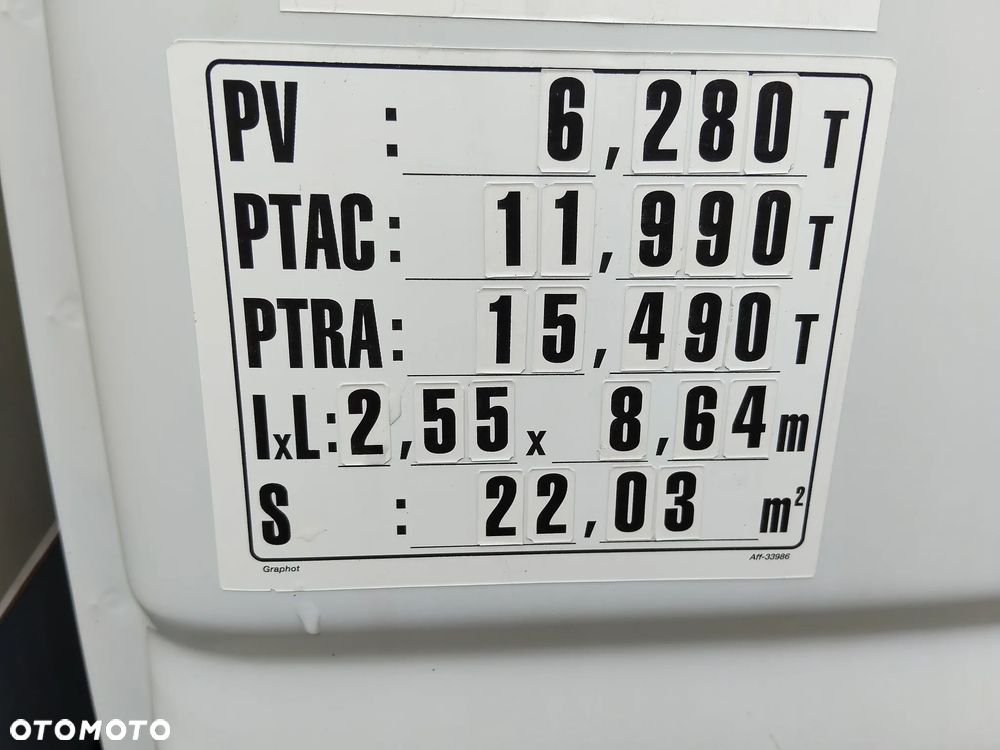 PV : 6,280 T
PTAC: 11,990 T
PTRA: 15,490 T
lxL: 2,55 x 8,64 m
S : 22,03 m²
Graphot Aff-33986
OTOMOTO